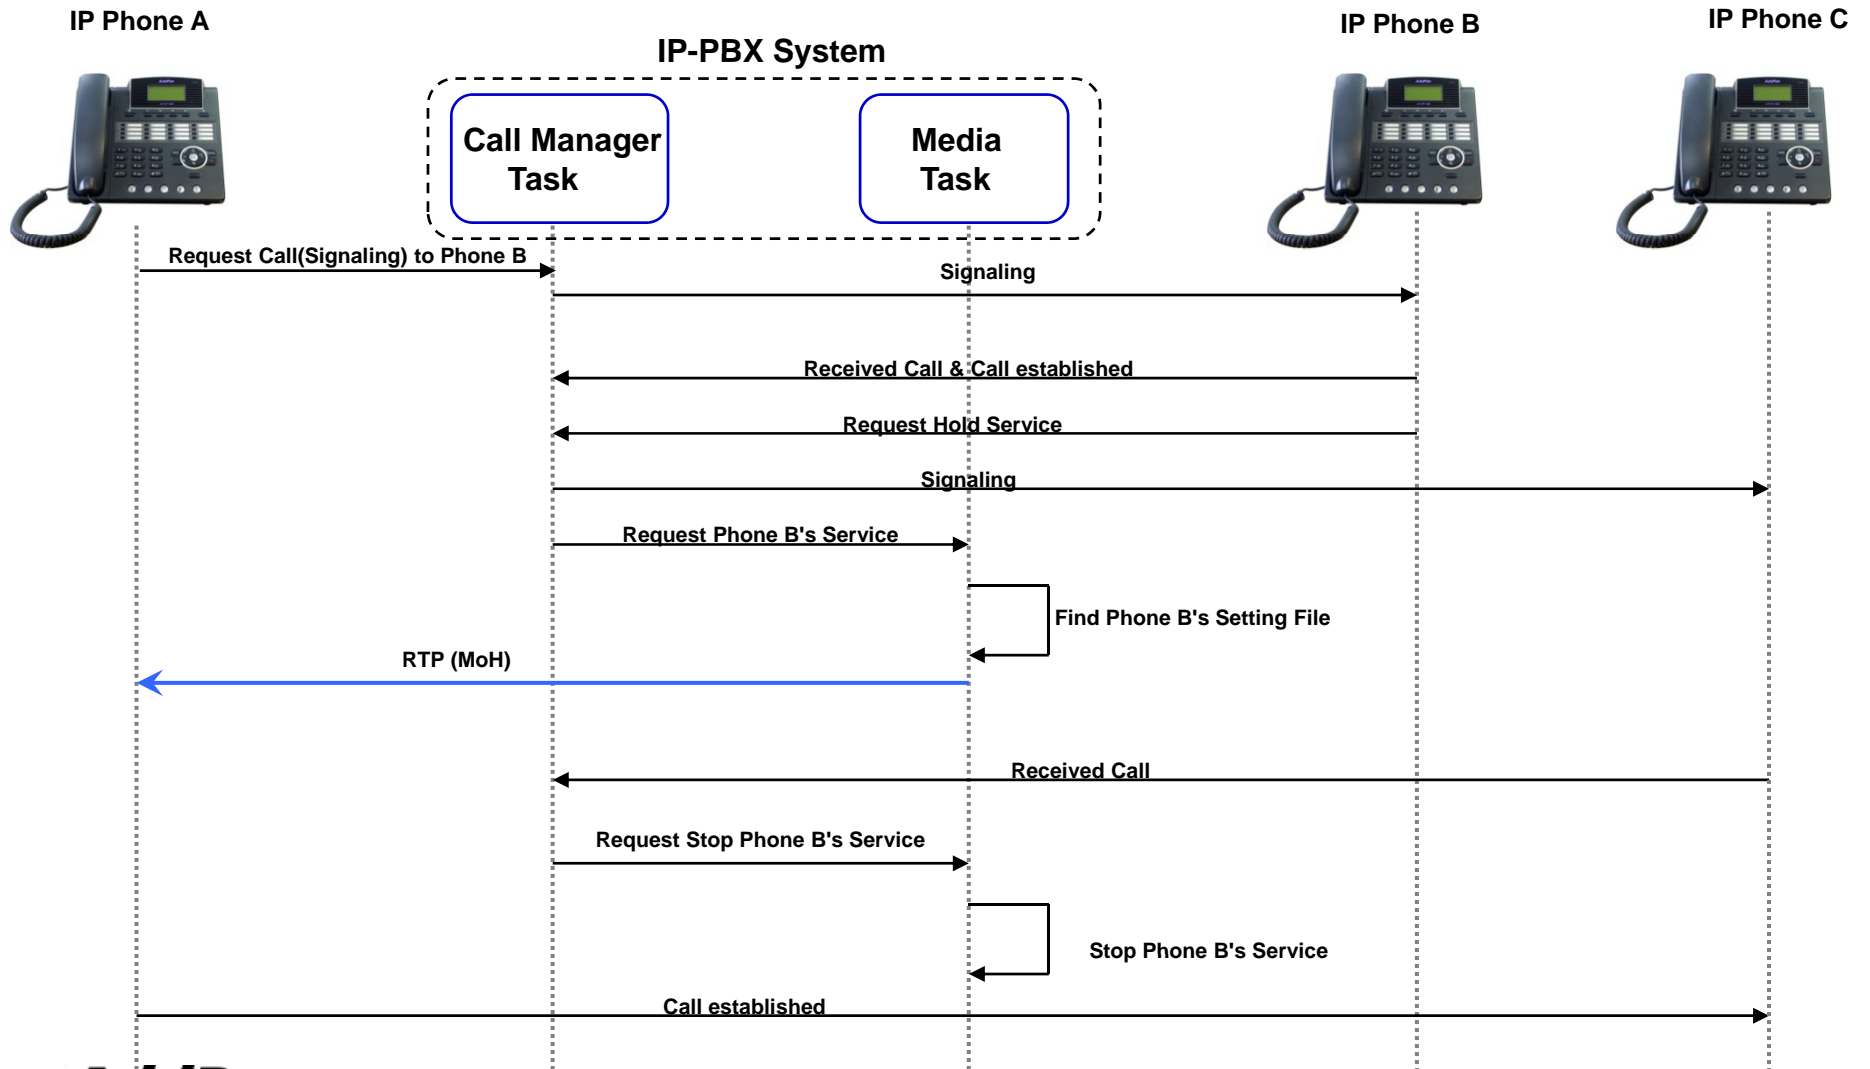 IP Phone A
IP-PBX System
IP Phone B
IP Phone C
Call Manager
Task
Media
Task
Request Call(Signaling) to Phone B
Signaling
Received Call & Call established
Request Hold Service
Signaling
Request Phone B's Service
Find Phone B's Setting File
RTP (MoH)
Received Call
Request Stop Phone B's Service
Stop Phone B's Service
Call established